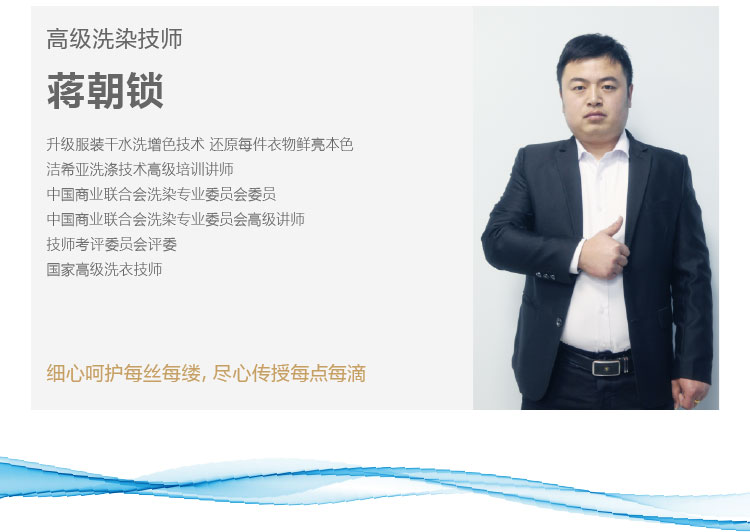 高级洗染技师
蒋朝锁
升级服装干水洗增色技术 还原每件衣物鲜亮本色
洁希亚洗涤技术高级培训讲师
中国商业联合会洗染专业委员会委员
中国商业联合会洗染专业委员会高级讲师
技师考评委员会评委
国家高级洗衣技师
细心呵护每丝每缕, 尽心传授每点每滴